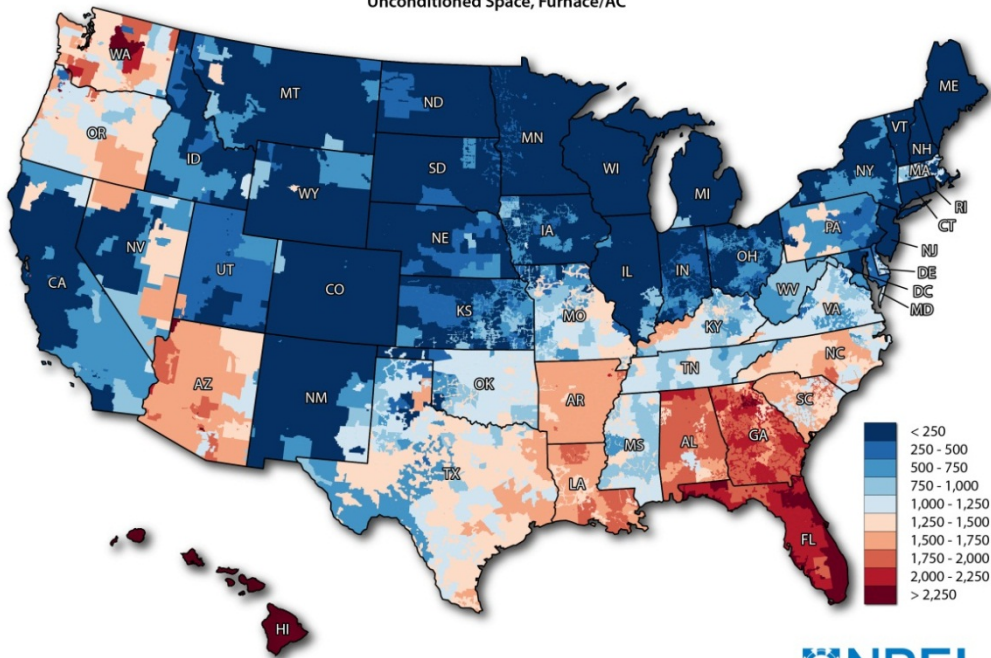 Unconditioned Space, Furnace/AC
WA
MT
ND
MN
ME
OR
ID
WY
SD
WI
MI
VT
NH
NY
MA
RI
CT
NV
UT
NE
IA
PA
NJ
CA
CO
KS
IL
IN
OH
DE
DC
MD
MO
WV
VA
KY
AZ
NM
OK
AR
TN
NC
SC
TX
LA
MS
AL
GA
FL
HI
< 250
250 - 500
500 - 750
750 - 1,000
1,000 - 1,250
1,250 - 1,500
1,500 - 1,750
1,750 - 2,000
2,000 - 2,250
> 2,250
NREL